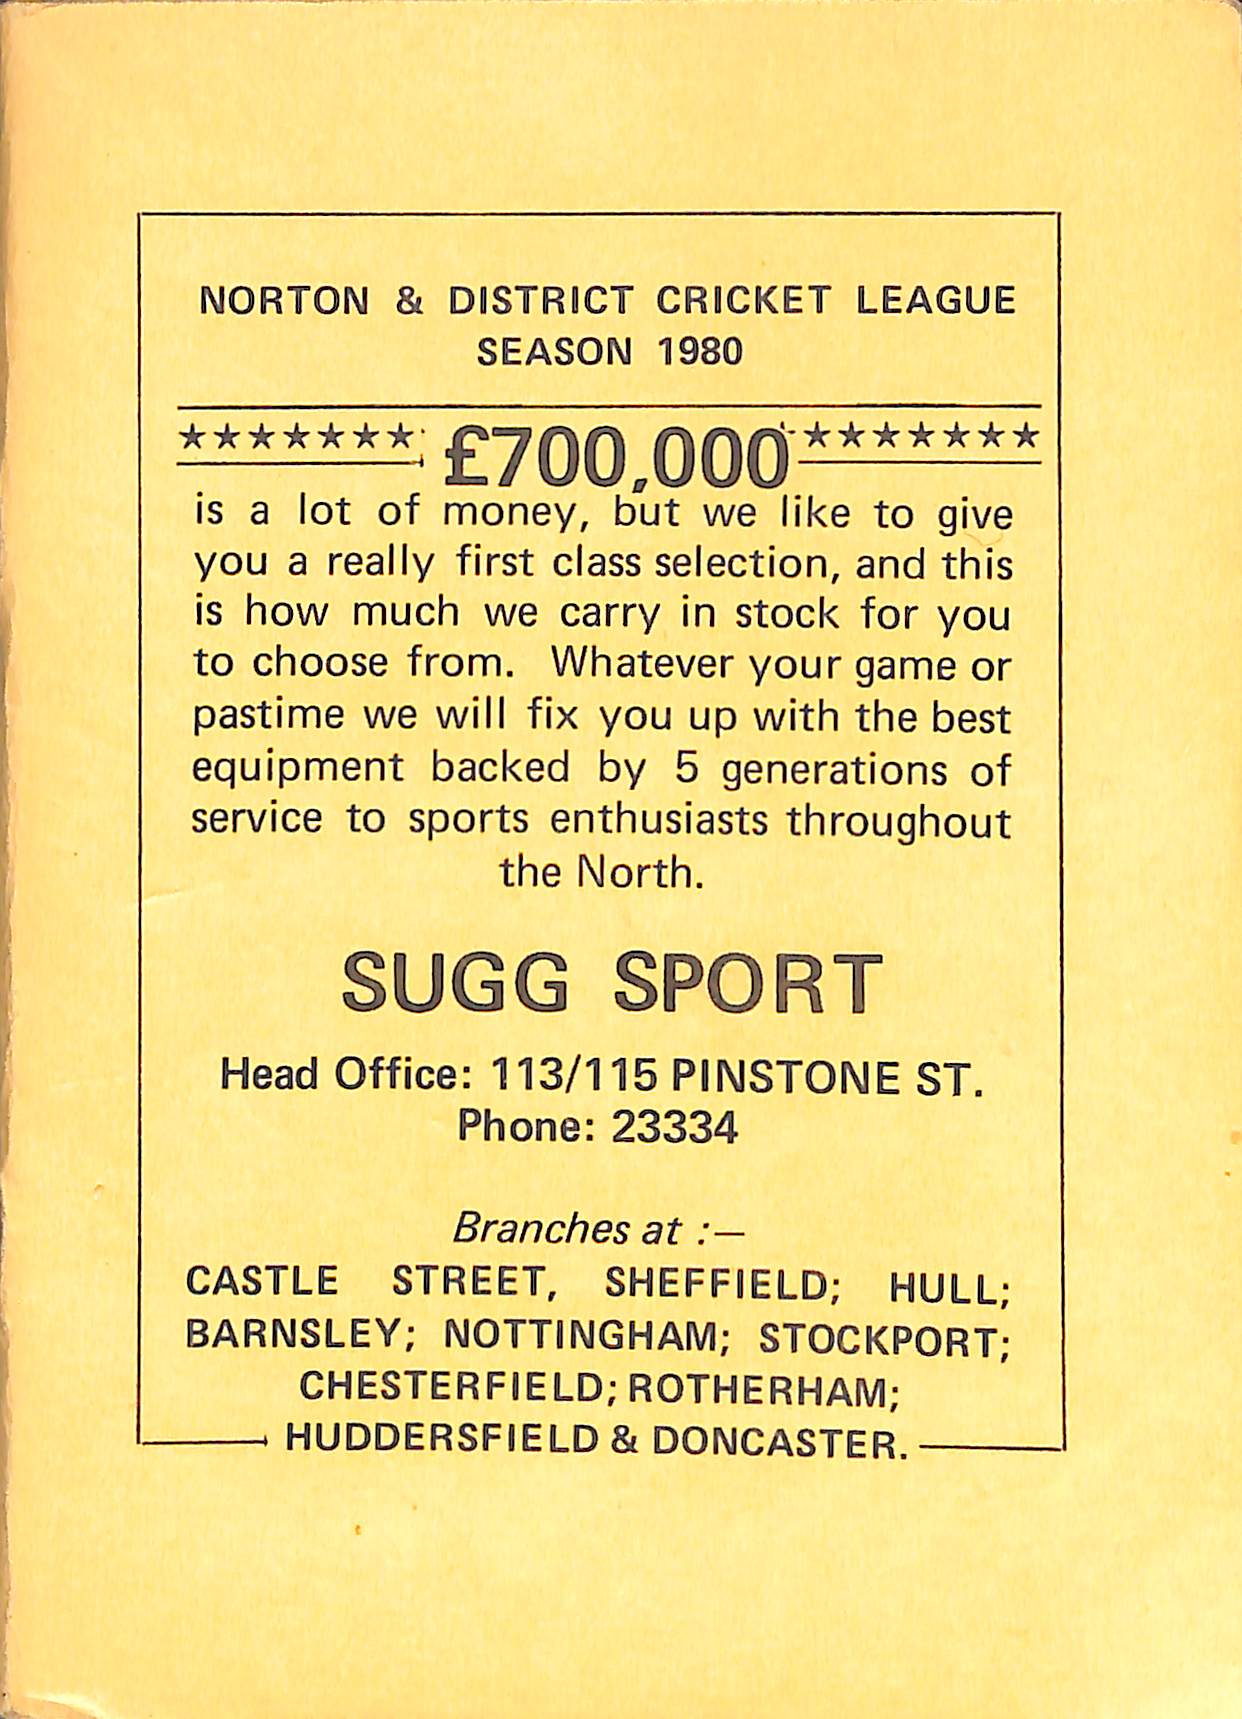 NORTON & DISTRICT CRICKET LEAGUE
SEASON 1980
★★★★★★★ £700,000 ★★★★★★★
is a lot of money, but we like to give
you a really first class selection, and this
is how much we carry in stock for you
to choose from. Whatever your game or
pastime we will fix you up with the best
equipment backed by 5 generations of
service to sports enthusiasts throughout
the North.
SUGG SPORT
Head Office: 113/115 PINSTONE ST.
Phone: 23334
Branches at :—
CASTLE STREET, SHEFFIELD; HULL;
BARNSLEY; NOTTINGHAM; STOCKPORT;
CHESTERFIELD; ROTHERHAM;
HUDDERSFIELD & DONCASTER.